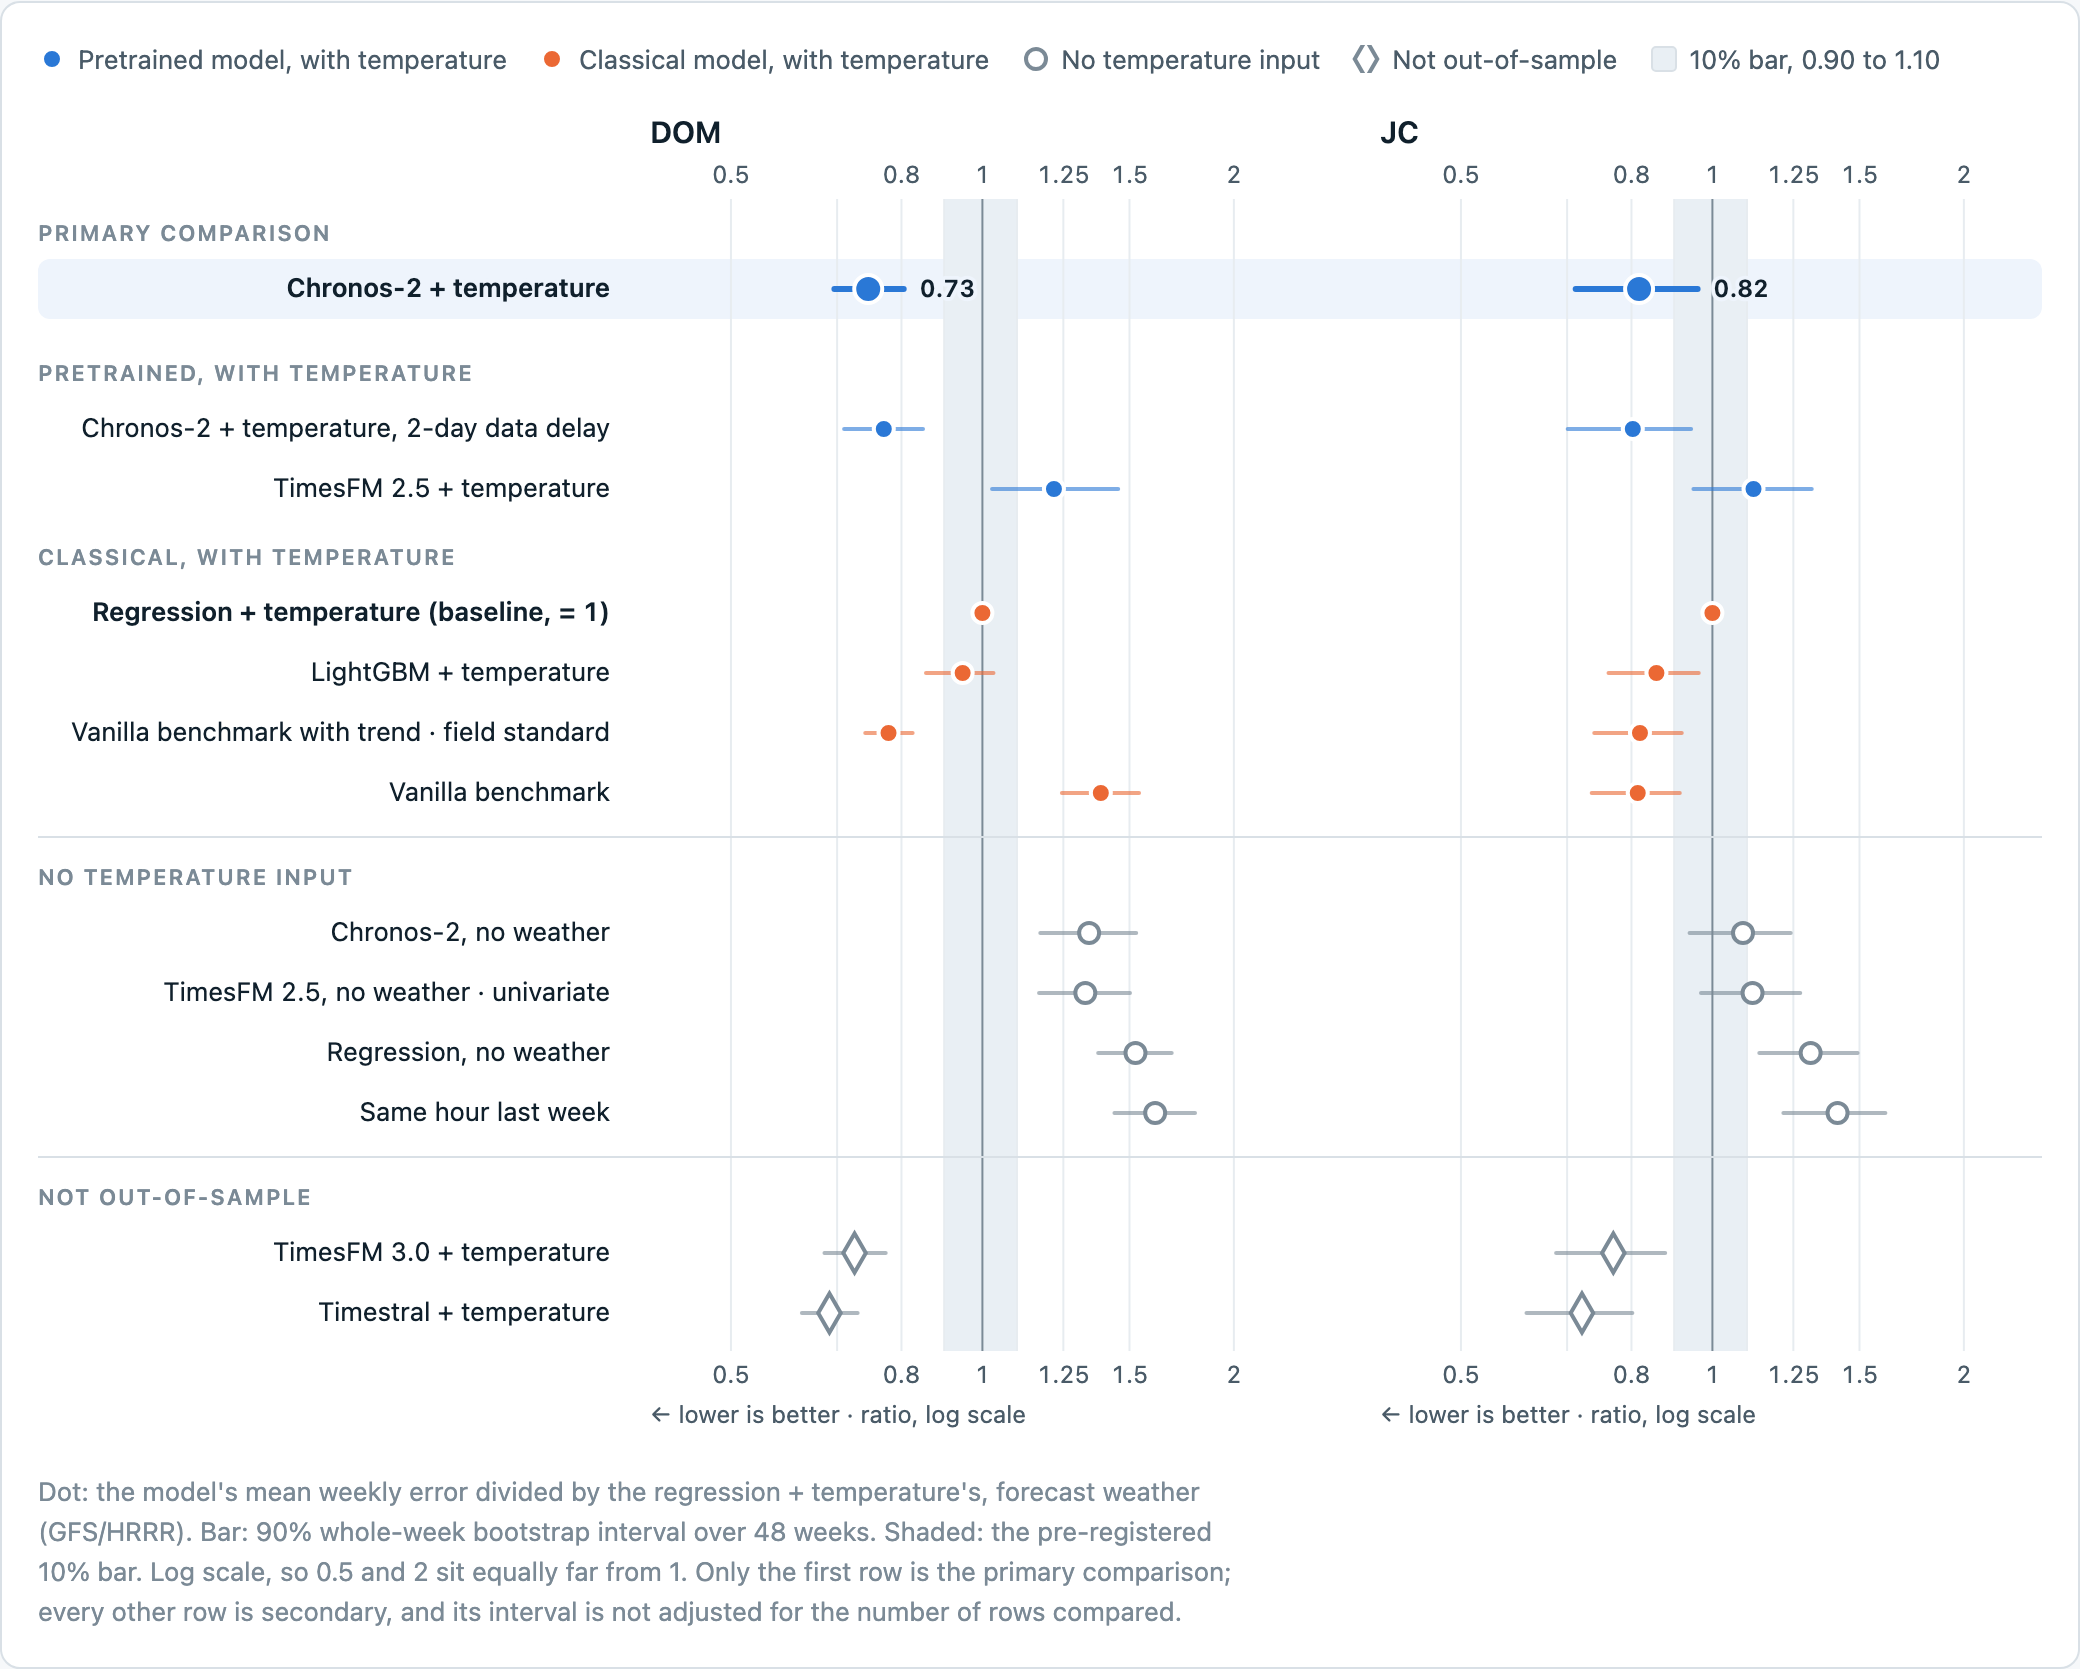 Pretrained model, with temperature
Classical model, with temperature
No temperature input
Not out-of-sample
10% bar, 0.90 to 1.10
DOM
JC
0.5 0.8 1 1.25 1.5 2
0.5 0.8 1 1.25 1.5 2
PRIMARY COMPARISON
Chronos-2 + temperature
0.73
0.82
PRETRAINED, WITH TEMPERATURE
Chronos-2 + temperature, 2-day data delay
TimesFM 2.5 + temperature
CLASSICAL, WITH TEMPERATURE
Regression + temperature (baseline, = 1)
LightGBM + temperature
Vanilla benchmark with trend · field standard
Vanilla benchmark
NO TEMPERATURE INPUT
Chronos-2, no weather
TimesFM 2.5, no weather · univariate
Regression, no weather
Same hour last week
NOT OUT-OF-SAMPLE
TimesFM 3.0 + temperature
Timestral + temperature
0.5 0.8 1 1.25 1.5 2
0.5 0.8 1 1.25 1.5 2
← lower is better · ratio, log scale
← lower is better · ratio, log scale
Dot: the model's mean weekly error divided by the regression + temperature's, forecast weather
(GFS/HRRR). Bar: 90% whole-week bootstrap interval over 48 weeks. Shaded: the pre-registered
10% bar. Log scale, so 0.5 and 2 sit equally far from 1. Only the first row is the primary comparison;
every other row is secondary, and its interval is not adjusted for the number of rows compared.